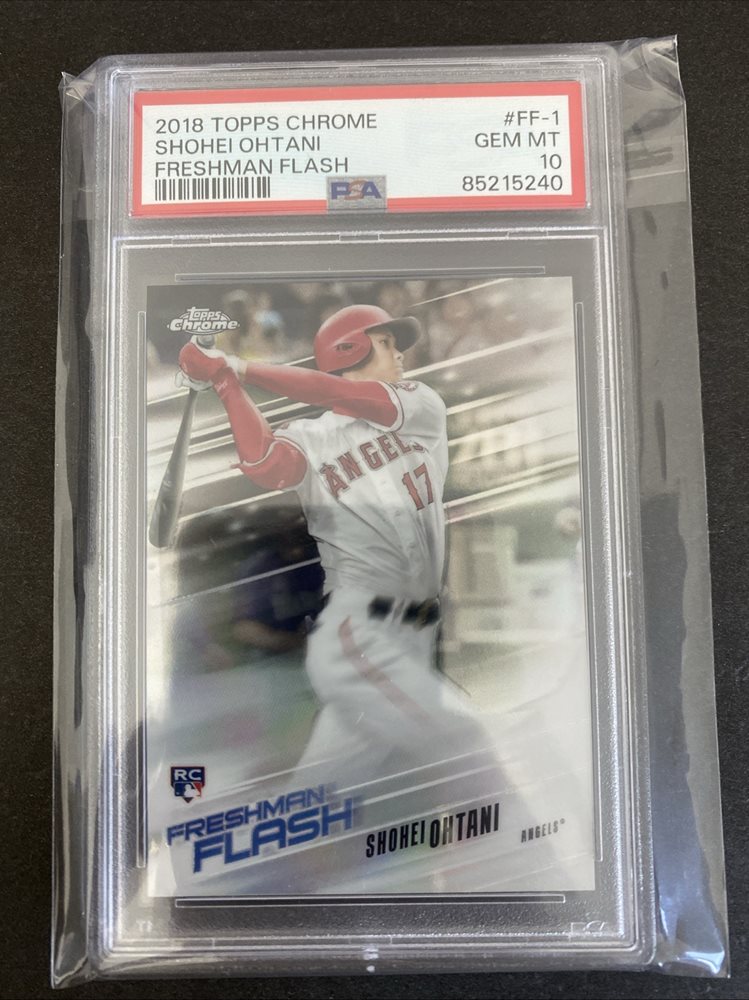 2018 TOPPS CHROME #FF-1
SHOHEI OHTANI GEM MT
FRESHMAN FLASH 10
PSA 85215240
Topps
Chrome
ANGELS
17
RC
FRESHMAN
FLASH
SHOHEI OHTANI ANGELS®